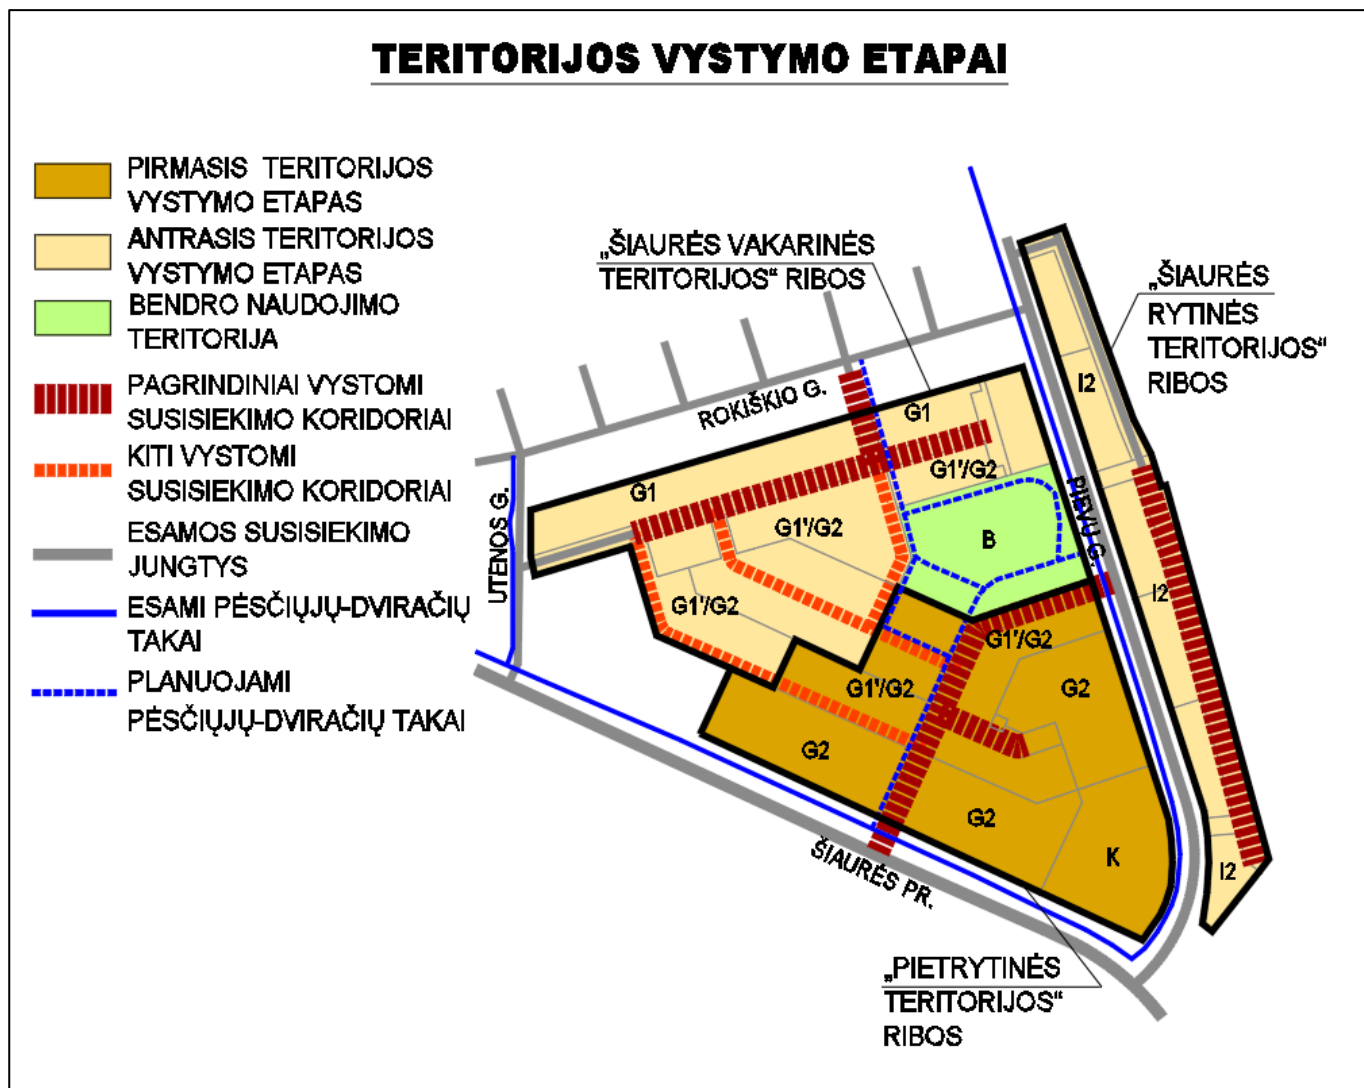 TERITORIJOS VYSTYMO ETAPAI
PIRMASIS TERITORIJOS
VYSTYMO ETAPAS
ANTRASIS TERITORIJOS
VYSTYMO ETAPAS
BENDRO NAUDOJIMO
TERITORIJA
PAGRINDINIAI VYSTOMI
SUSISIEKIMO KORIDORIAI
KITI VYSTOMI
SUSISIEKIMO KORIDORIAI
ESAMOS SUSISIEKIMO
JUNGTYS
ESAMI PĖSČIŲJŲ-DVIRAČIŲ
TAKAI
PLANUOJAMI
PĖSČIŲJŲ-DVIRAČIŲ TAKAI
„ŠIAURĖS VAKARINĖS
TERITORIJOS“ RIBOS
„ŠIAURĖS
RYTINĖS
TERITORIJOS“
RIBOS
ROKIŠKIO G.
UTENOS G.
PIEVŲ G.
ŠIAURĖS PR.
G1
G1
G1'/G2
G1'/G2
G1'/G2
B
I2
I2
I2
G1'/G2
G1'/G2
G2
G2
G2
K
„PIETRYTINĖS
TERITORIJOS“
RIBOS